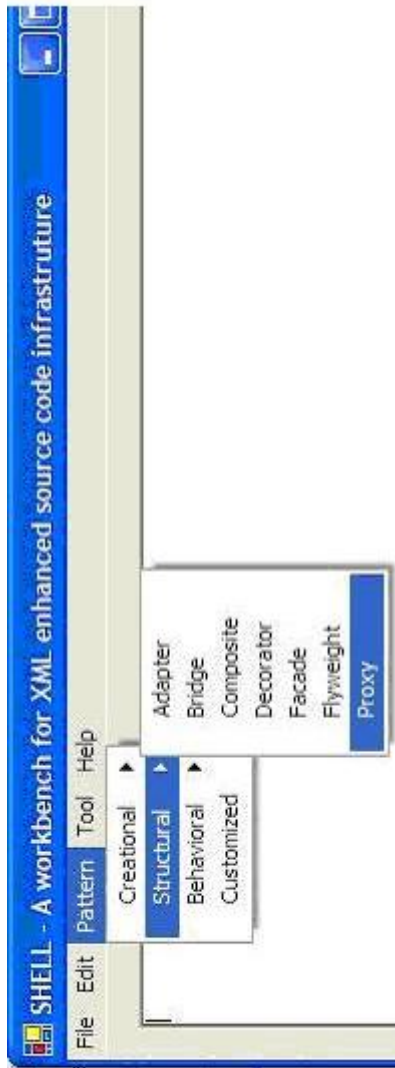 SHELL - A workbench for XML enhanced source code infrastruture
File Edit Pattern Tool Help
Creational
Structural
Behavioral
Customized
Adapter
Bridge
Composite
Decorator
Facade
Flyweight
Proxy